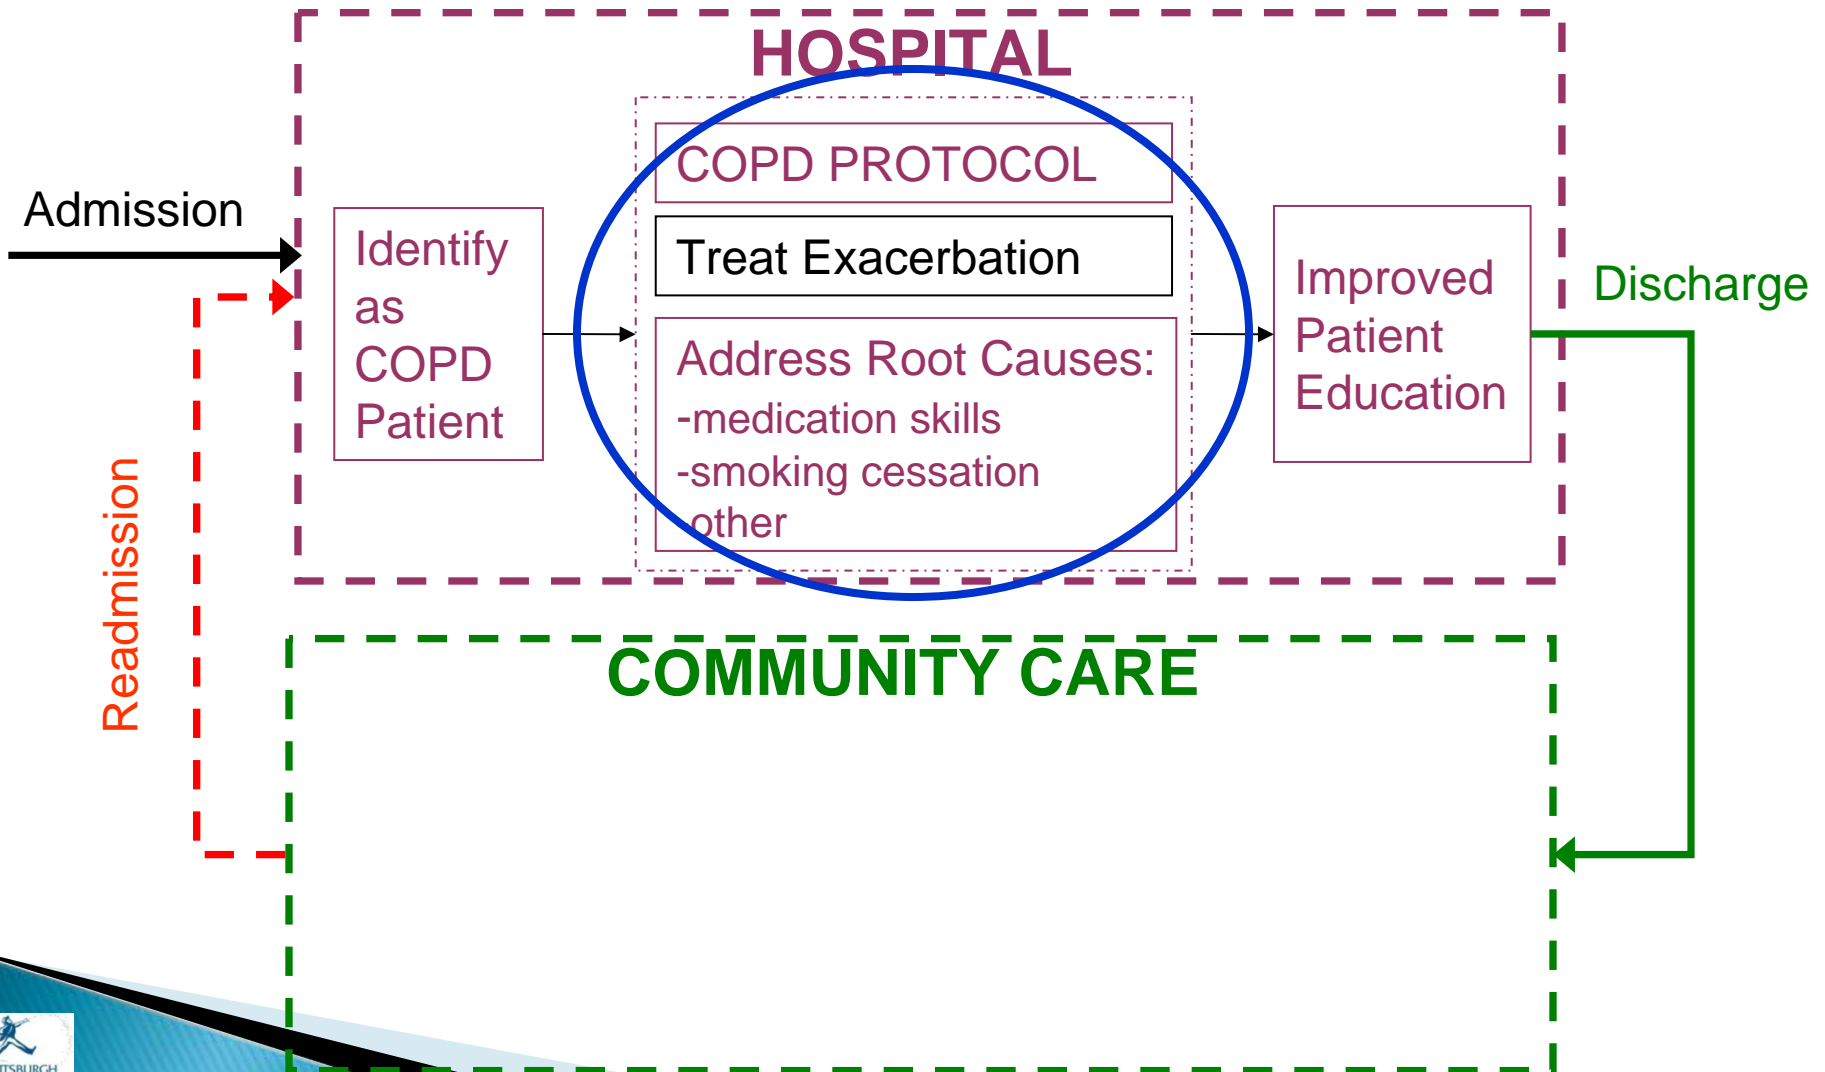 HOSPITAL
COPD PROTOCOL
Admission
Identify
as
COPD
Patient
Treat Exacerbation
Address Root Causes:
-medication skills
-smoking cessation
-other
Improved
Patient
Education
Discharge
Readmission
COMMUNITY CARE